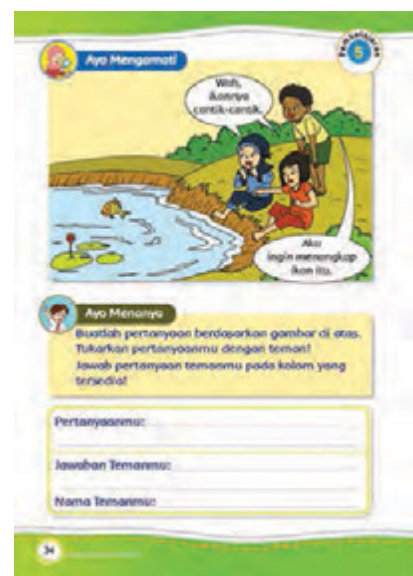 Pembelajaran
5
Ayo Mengamati
Wah,
ikannya
cantik-cantik.
Aku
ingin menangkap
ikan itu.
Ayo Menanya
Buatlah pertanyaan berdasarkan gambar di atas.
Tukarkan pertanyaanmu dengan teman!
Jawab pertanyaan temanmu pada kolom yang
tersedia!
Pertanyaanmu:
Jawaban Temanmu:
Nama Temanmu:
34